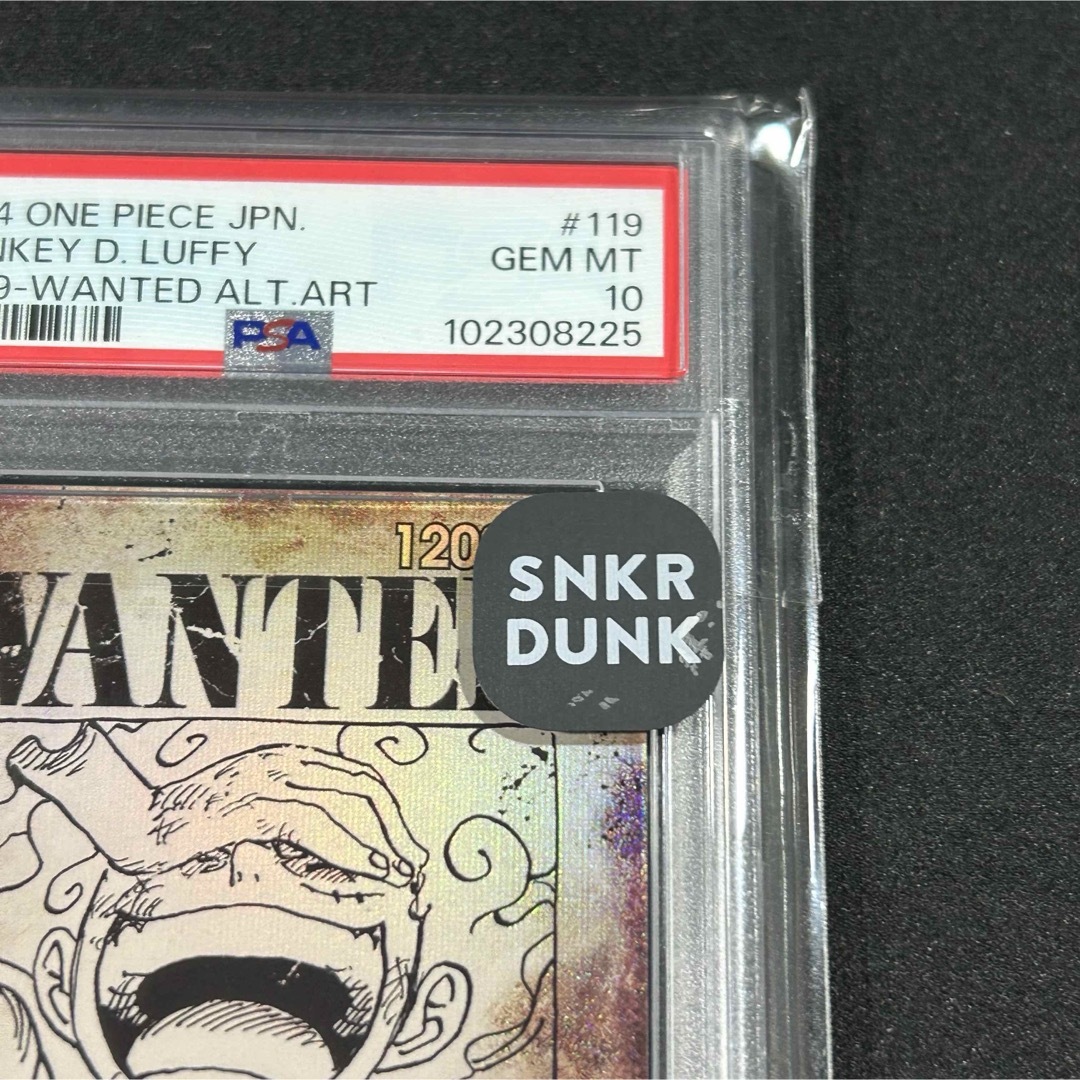 4 ONE PIECE JPN. #119
NKEY D. LUFFY GEM MT
9-WANTED ALT.ART 10
PSA 102308225
120
WANTE
SNKR
DUNK